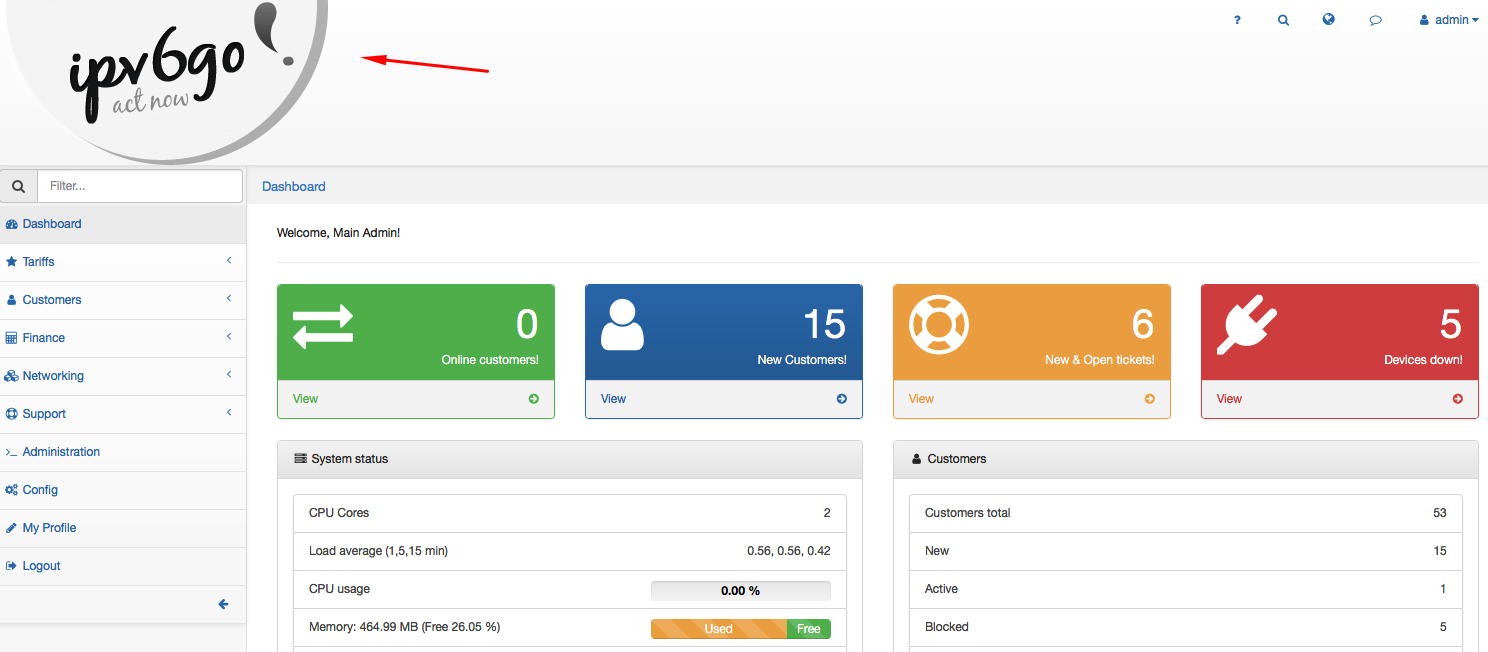 ipv6go!
act now
?
admin
Filter...
Dashboard
Dashboard
Tariffs
Customers
Finance
Networking
Support
Administration
Config
My Profile
Logout
Welcome, Main Admin!
0
Online customers!
View
15
New Customers!
View
6
New & Open tickets!
View
5
Devices down!
View
System status
CPU Cores 2
Load average (1,5,15 min) 0.56, 0.56, 0.42
CPU usage 0.00 %
Memory: 464.99 MB (Free 26.05 %) Used Free
Customers
Customers total 53
New 15
Active 1
Blocked 5